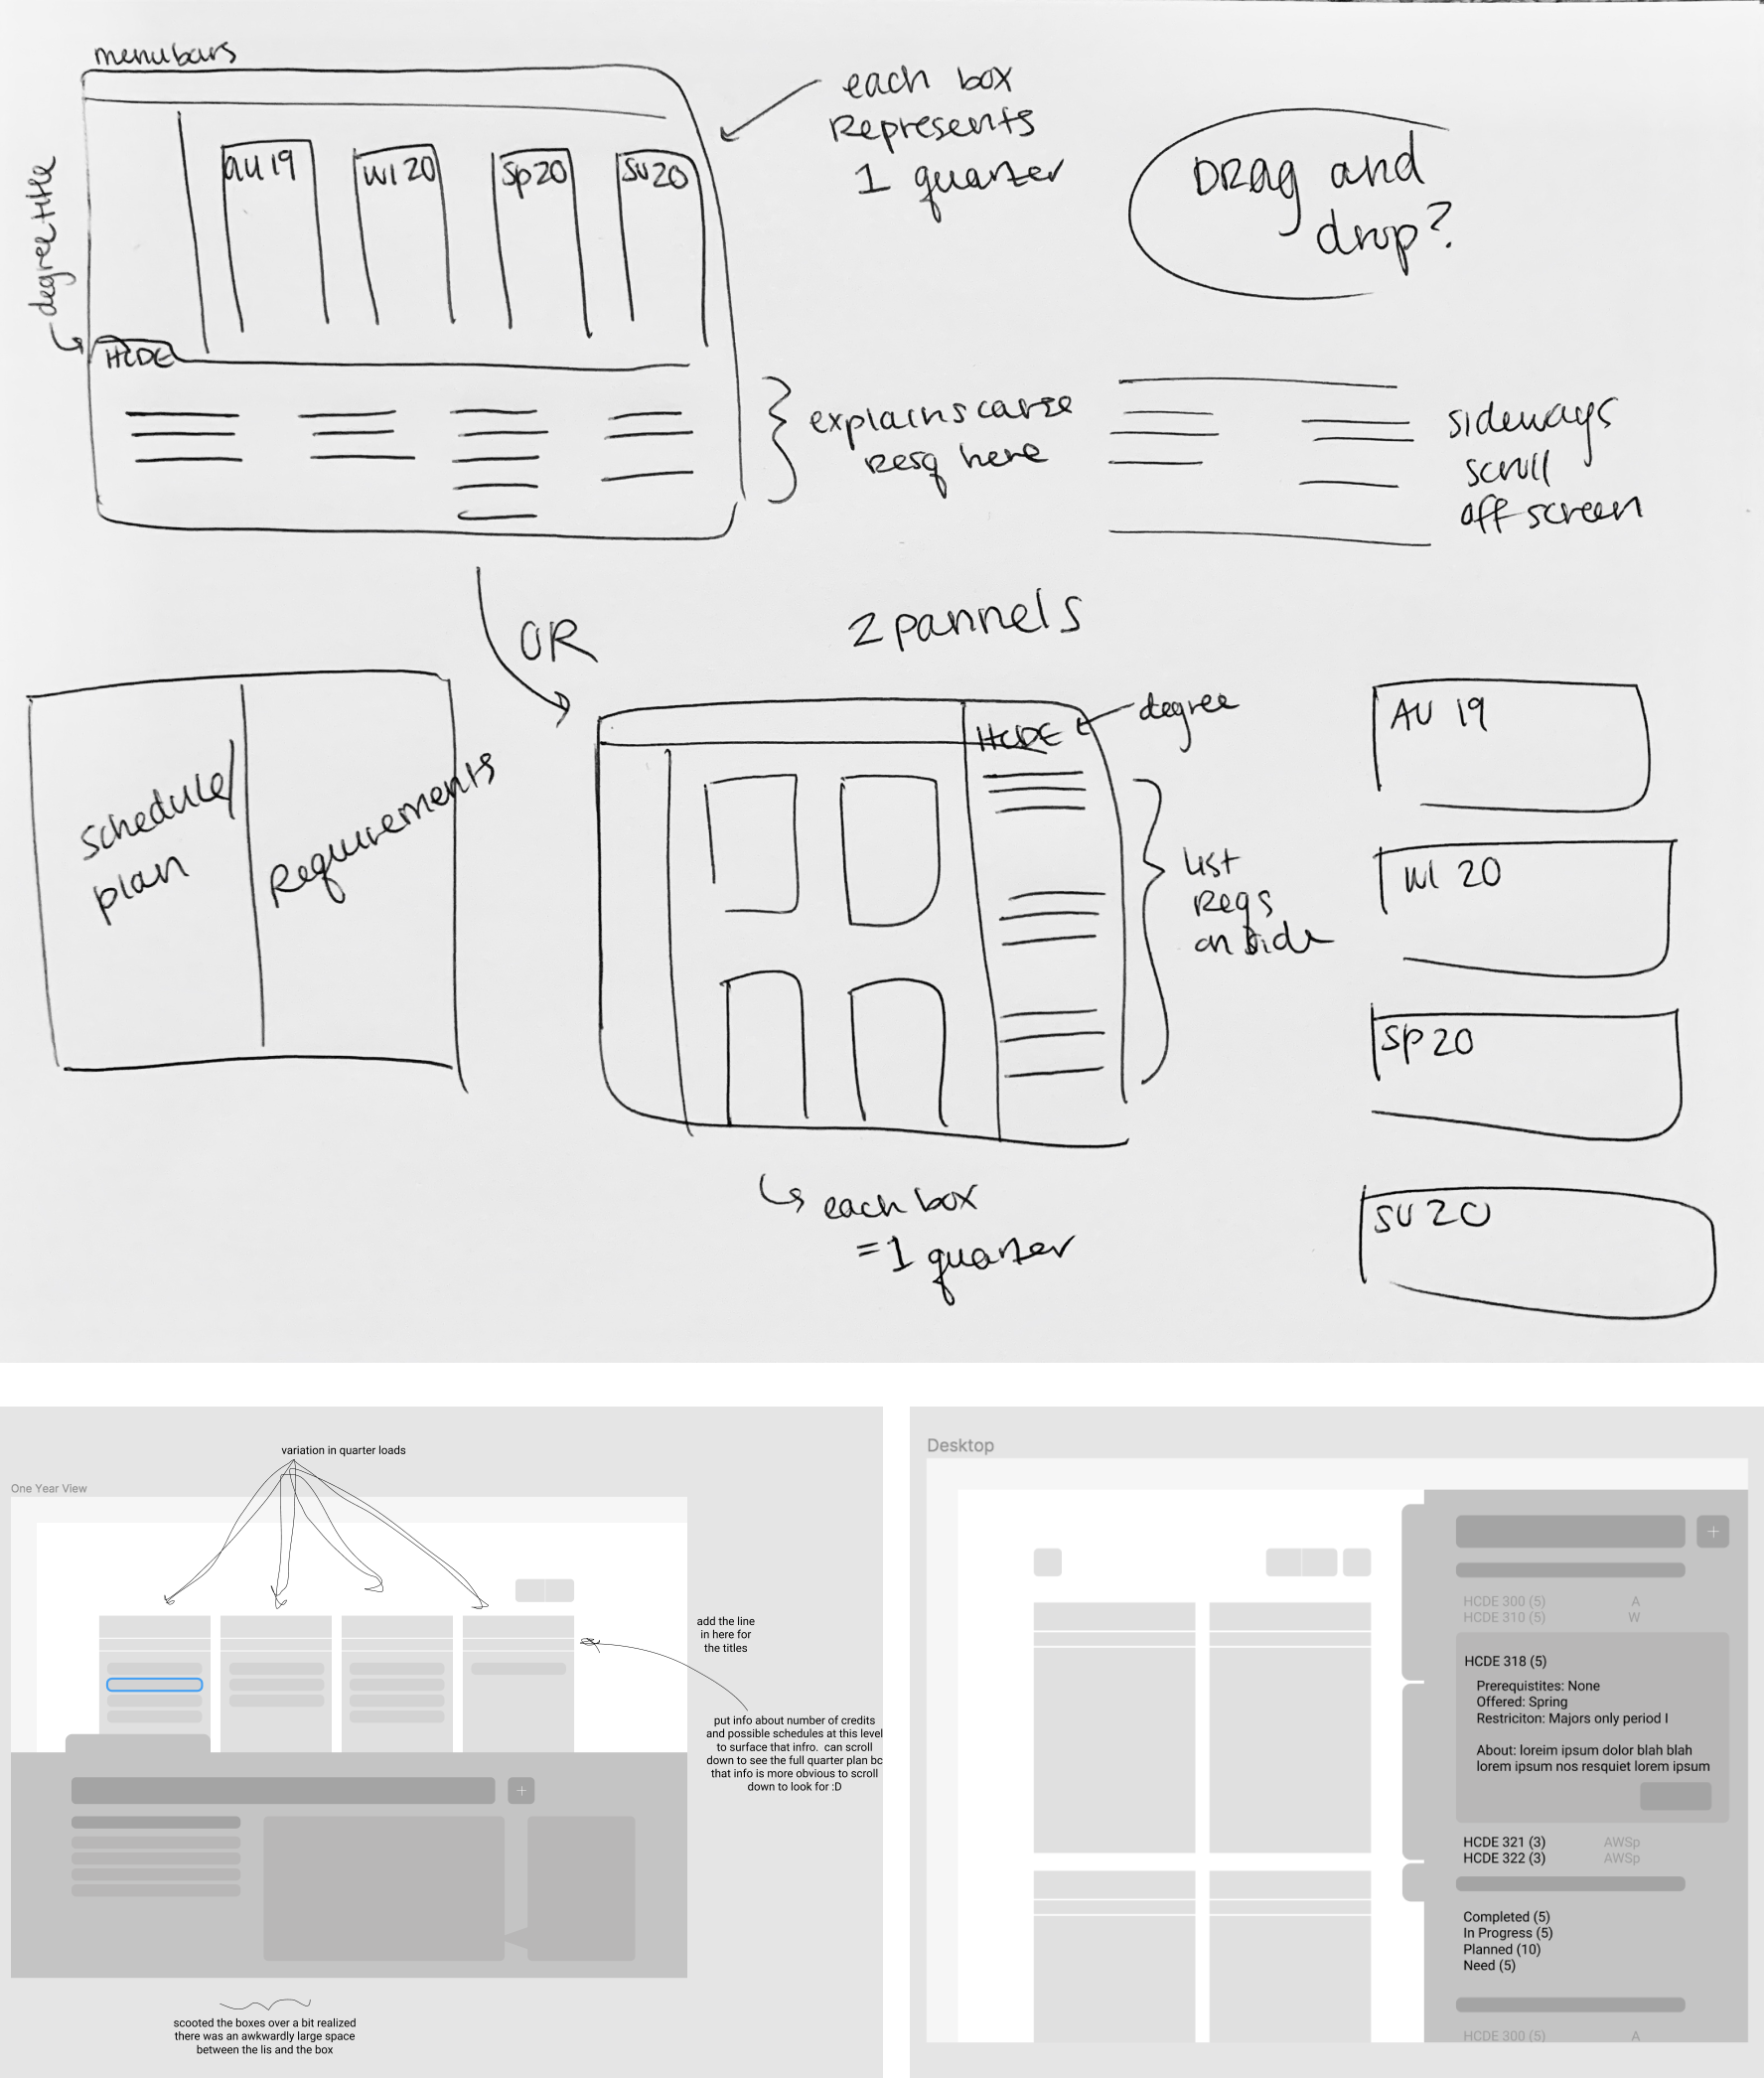 menubars
each box
Represents
1 quarter
DRag and
drop?
degree title
au 19
WI 20
Sp20
SU 20
HCDE
explains carse
Resq here
sideways
scroll
off screen
OR
2 pannels
schedule/
plan
Requirements
HCDE
degree
list
Reqs
on side
each box
=1 quarter
AU 19
WI 20
SP 20
SU 20
variation in quarter loads
One Year View
add the line
in here for
the titles
put info about number of credits
and possible schedules at this level
to surface that infro. can scroll
down to see the full quarter plan bc
that info is more obvious to scroll
down to look for :D
+
scooted the boxes over a bit realized
there was an awkwardly large space
between the lis and the box
Desktop
+
HCDE 300 (5) A
HCDE 310 (5) W
HCDE 318 (5)
Prerequistites: None
Offered: Spring
Restriciton: Majors only period I
About: loreim ipsum dolor blah blah
lorem ipsum nos resquiet lorem ipsum
HCDE 321 (3) AWSp
HCDE 322 (3) AWSp
Completed (5)
In Progress (5)
Planned (10)
Need (5)
HCDE 300 (5) A